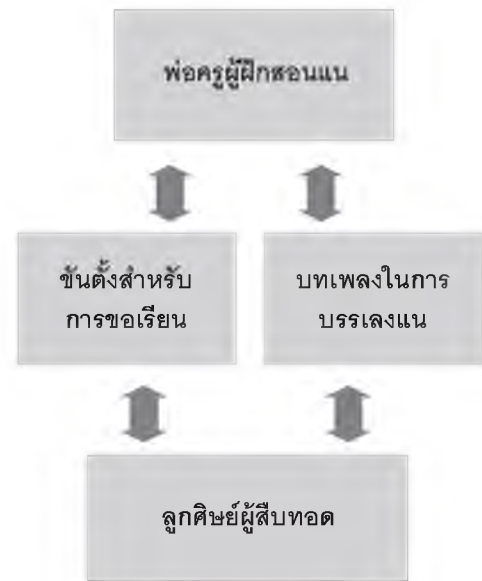 พ่อครูผู้ฝึกสอนแน
ขันตั้งสำหรับ
การขอเรียน
บทเพลงในการ
บรรเลงแน
ลูกศิษย์ผู้สืบทอด